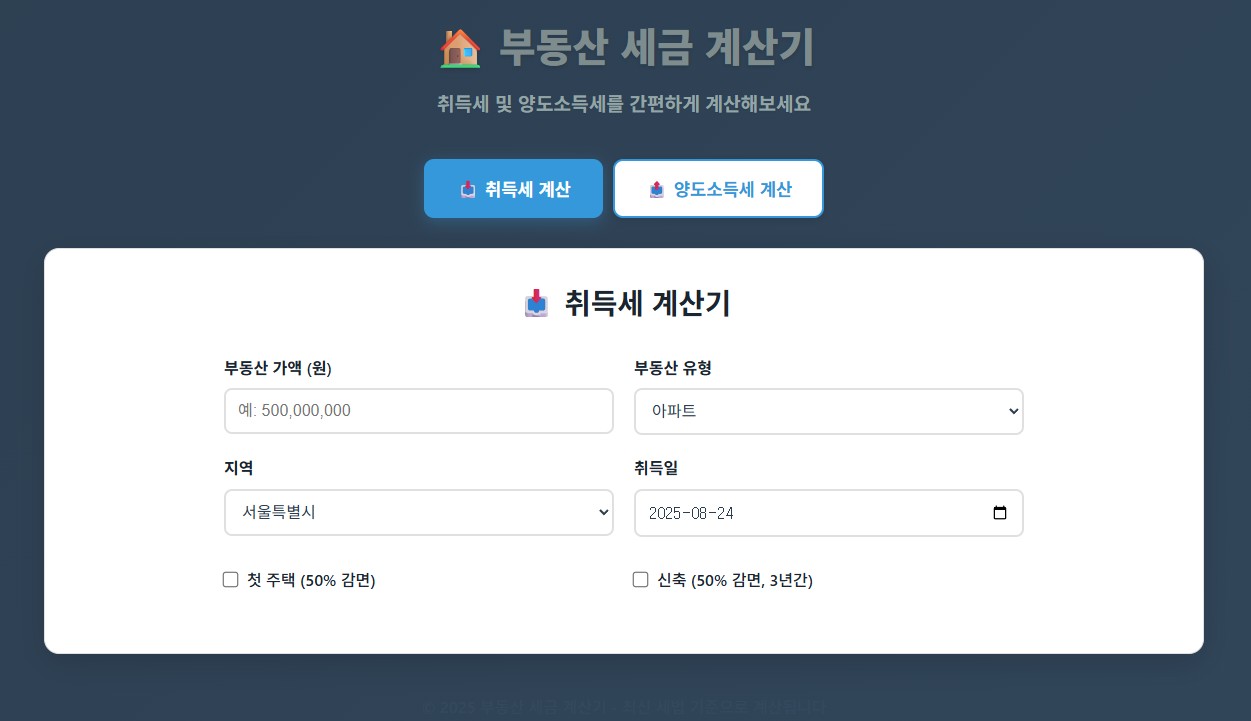 부동산 세금 계산기
취득세 및 양도소득세를 간편하게 계산해보세요
취득세 계산
양도소득세 계산
취득세 계산기
부동산 가액 (원)
부동산 유형
예: 500,000,000
아파트
지역
취득일
서울특별시
2025-08-24
첫 주택 (50% 감면)
신축 (50% 감면, 3년간)
© 2025 부동산 세금 계산기